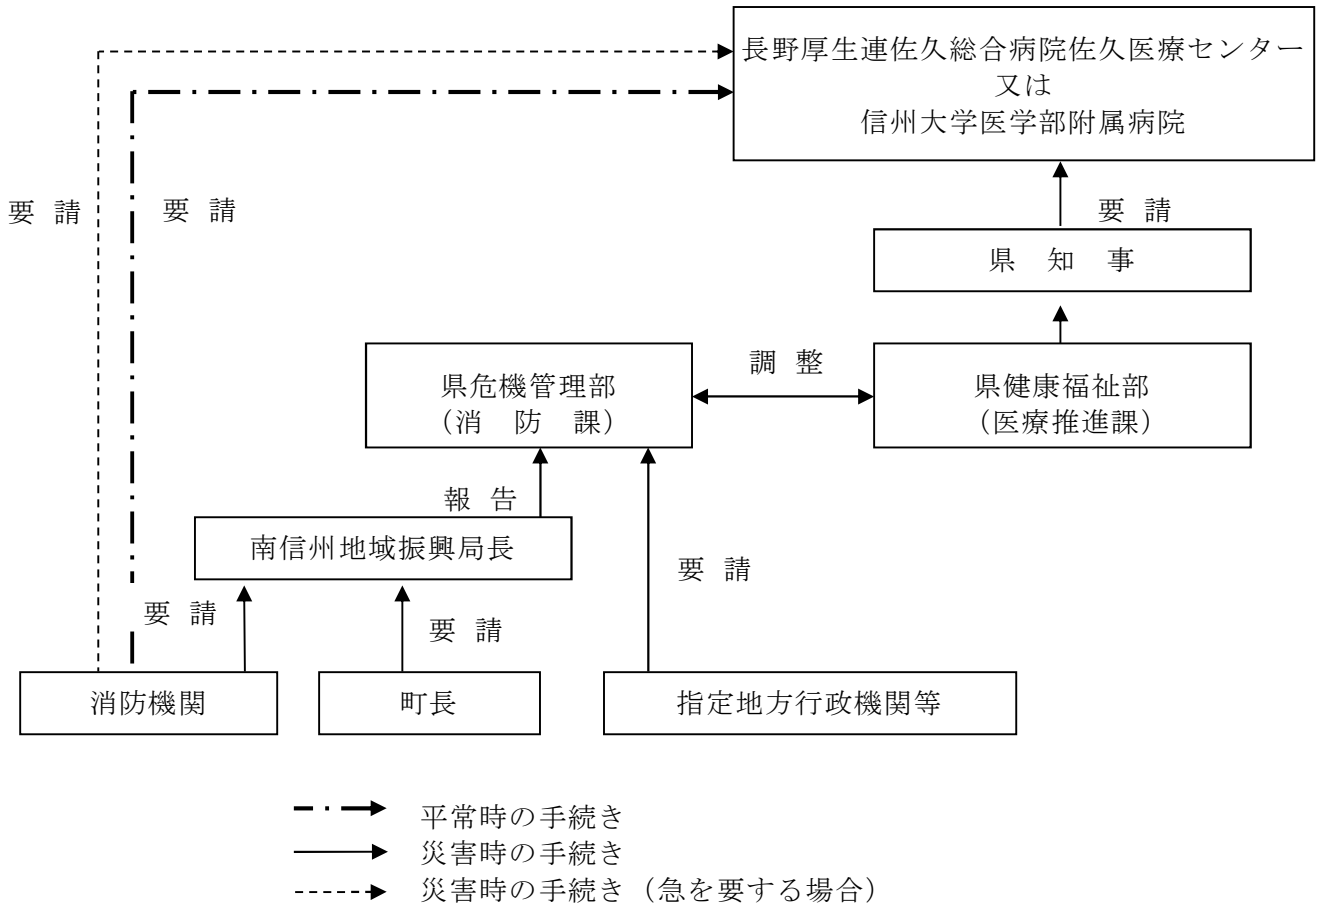 長野厚生連佐久総合病院佐久医療センター
又は
信州大学医学部附属病院
要 請
要 請
要 請
県 知 事
調 整
県危機管理部
（消 防 課）
県健康福祉部
（医療推進課）
報 告
南信州地域振興局長
要 請
要 請
要 請
消防機関
町長
指定地方行政機関等
平常時の手続き
災害時の手続き
災害時の手続き（急を要する場合）